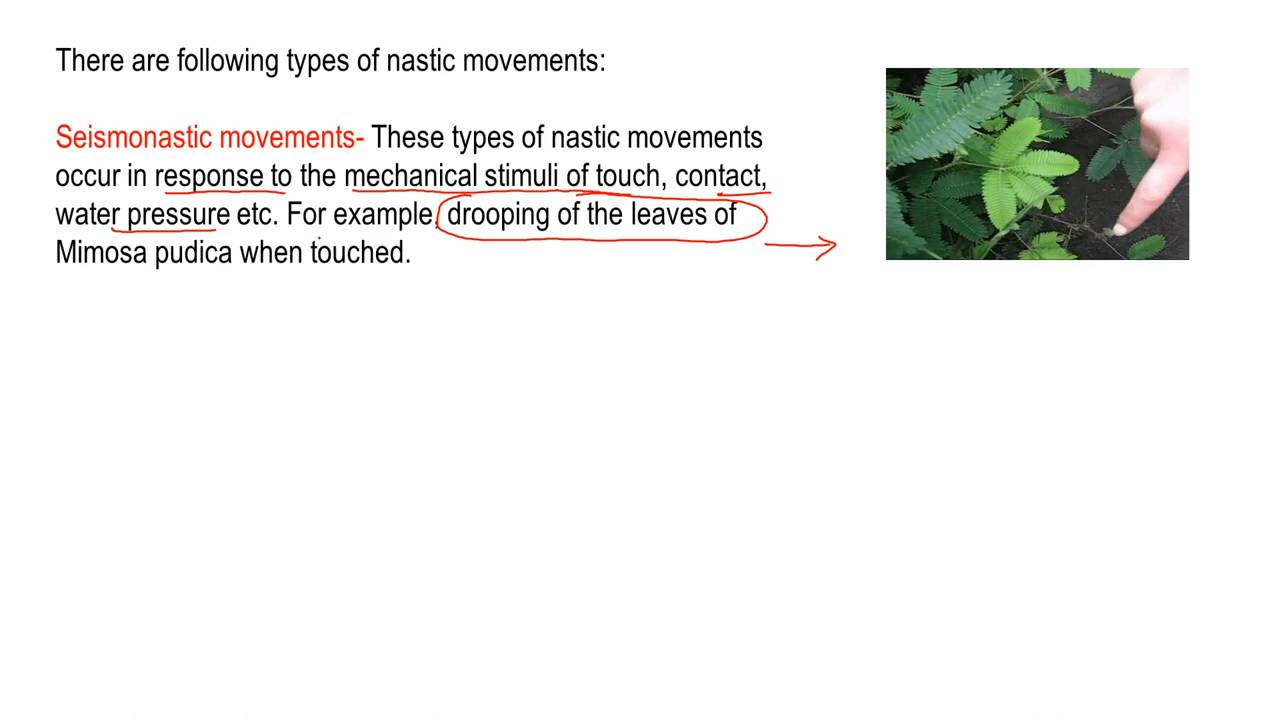 There are following types of nastic movements:
Seismonastic movements- These types of nastic movements
occur in response to the mechanical stimuli of touch, contact,
water pressure etc. For example, drooping of the leaves of
Mimosa pudica when touched.